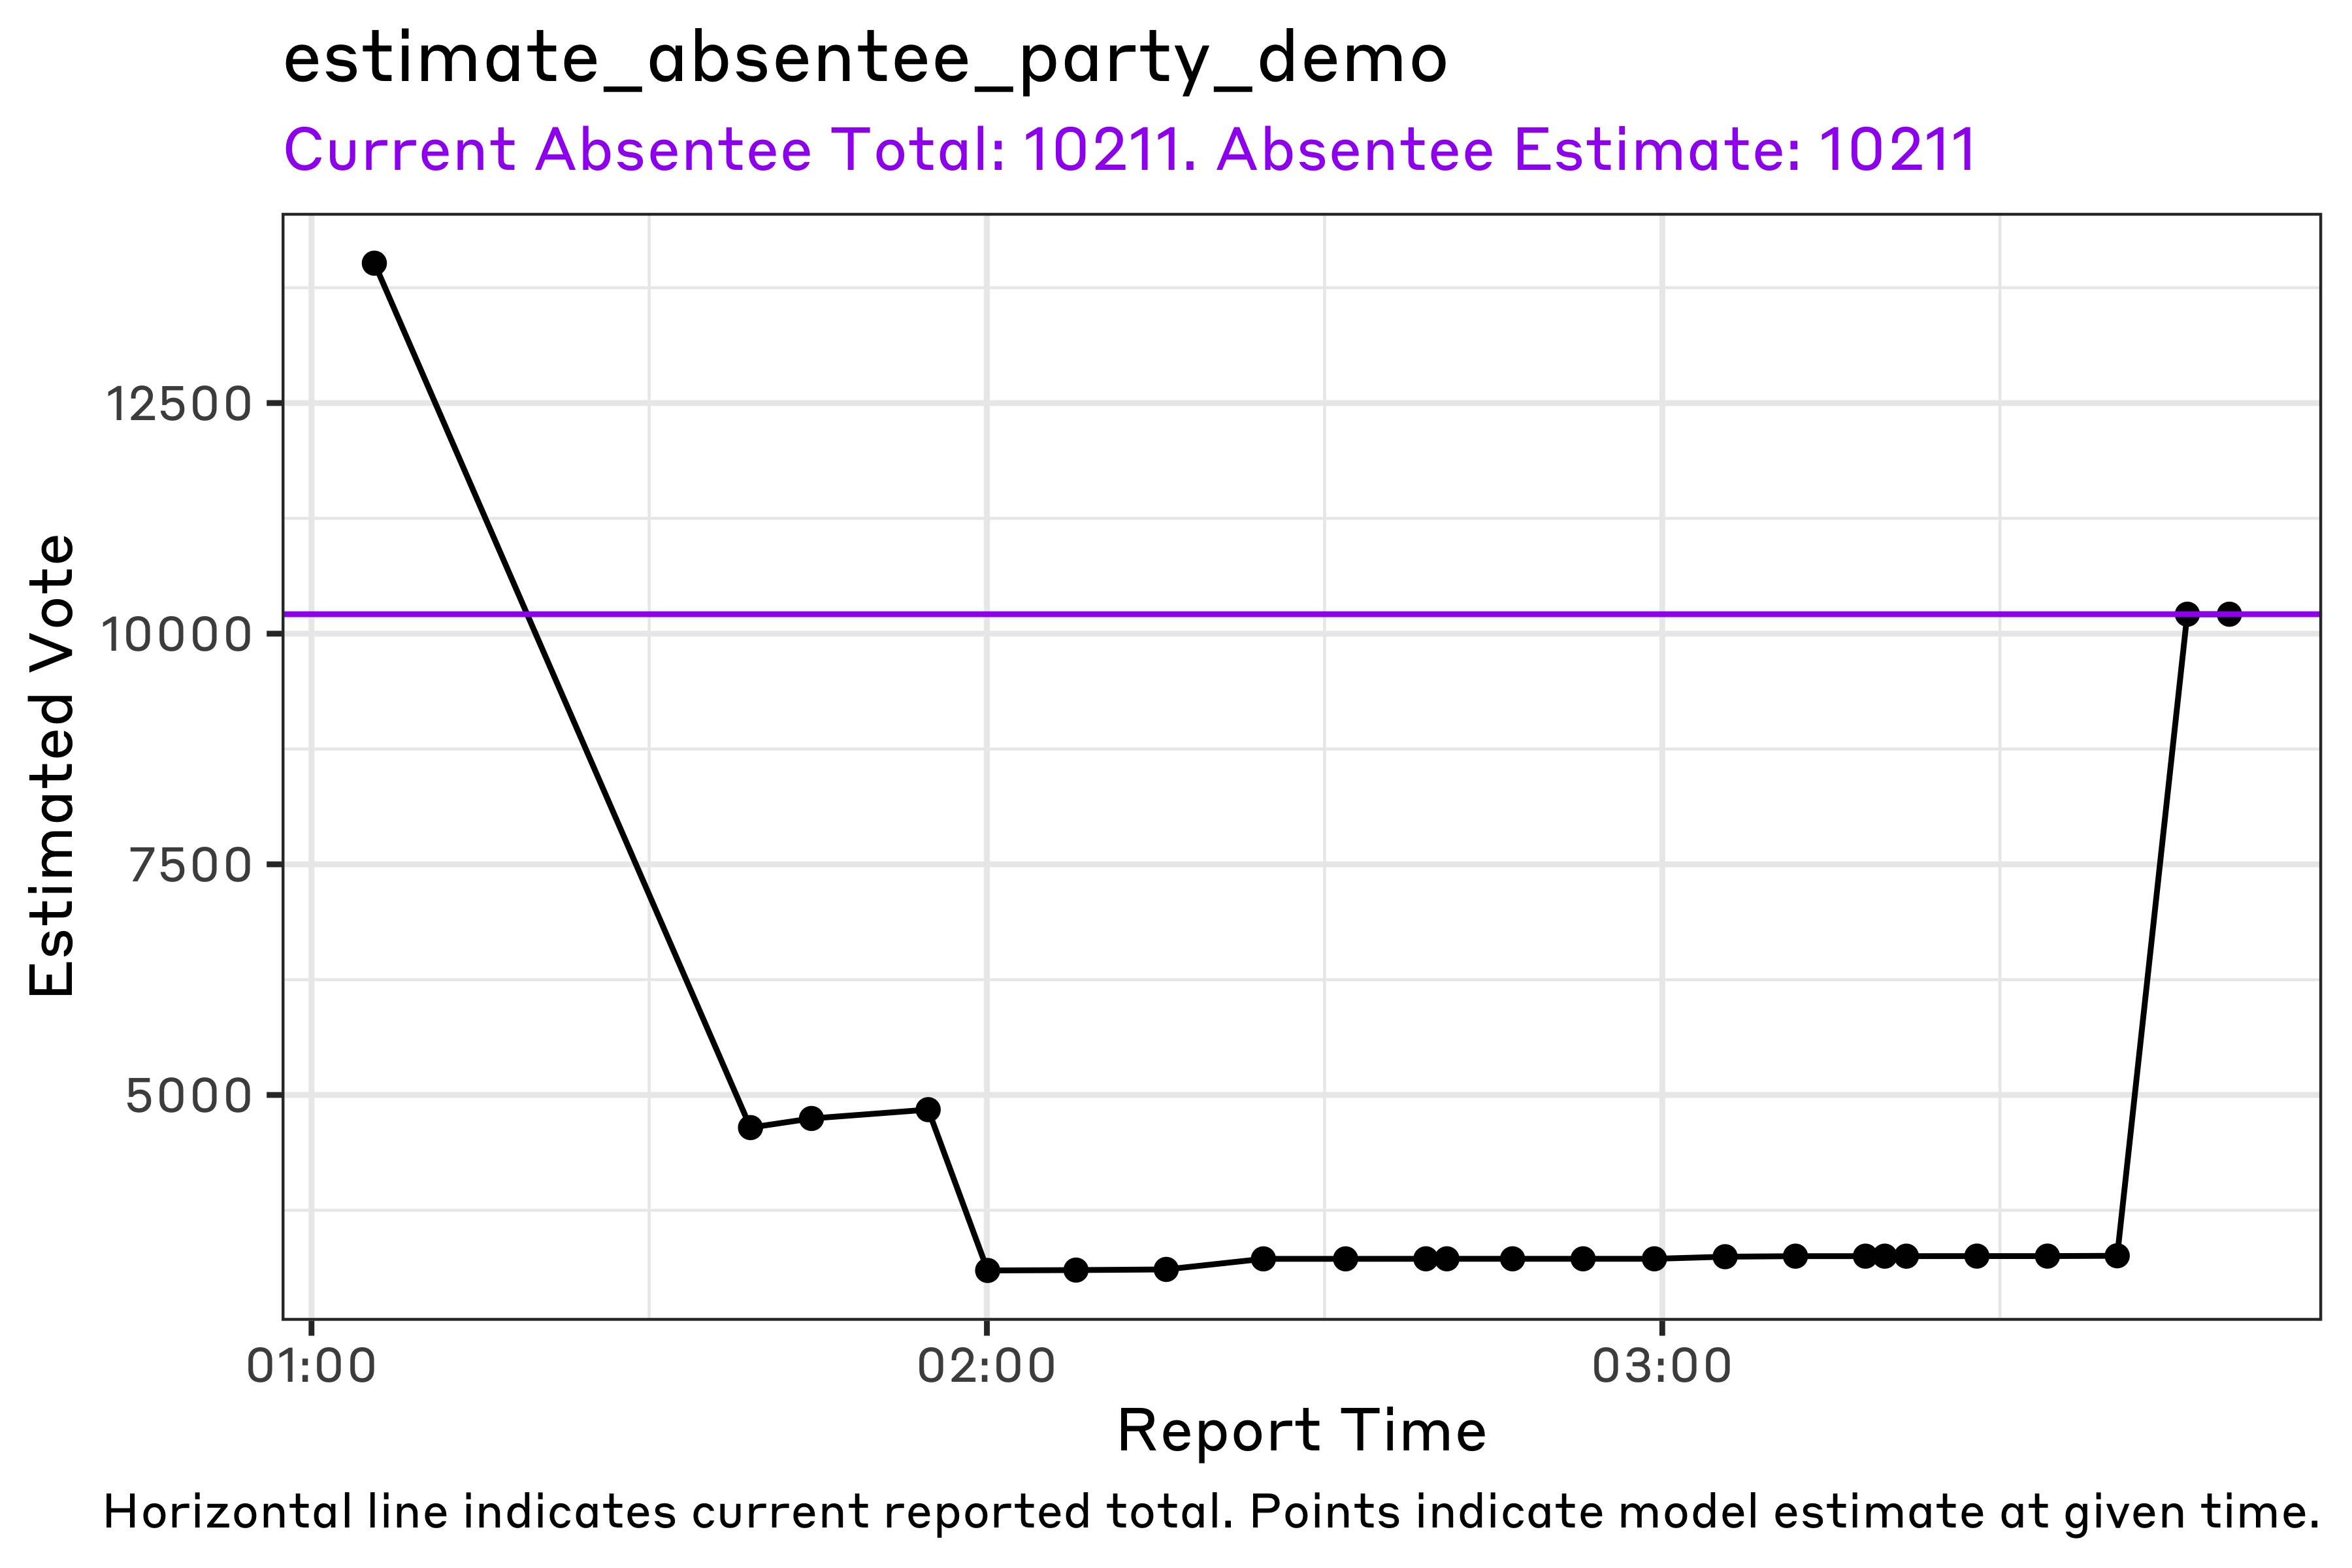 estimate_absentee_party_demo
Current Absentee Total: 10211. Absentee Estimate: 10211
Estimated Vote
12500
10000
7500
5000
01:00 02:00 03:00
Report Time
Horizontal line indicates current reported total. Points indicate model estimate at given time.